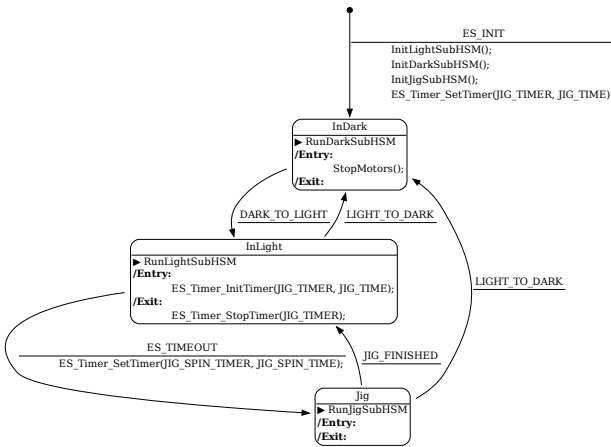 ES_INIT
InitLightSubHSM();
InitDarkSubHSM();
InitJigSubHSM();
ES_Timer_SetTimer(JIG_TIMER, JIG_TIME)
InDark
▶ RunDarkSubHSM
/Entry:
StopMotors();
/Exit:
DARK_TO_LIGHT
LIGHT_TO_DARK
InLight
▶ RunLightSubHSM
/Entry:
ES_Timer_InitTimer(JIG_TIMER, JIG_TIME);
/Exit:
ES_Timer_StopTimer(JIG_TIMER);
LIGHT_TO_DARK
ES_TIMEOUT
ES_Timer_SetTimer(JIG_SPIN_TIMER, JIG_SPIN_TIME);
JIG_FINISHED
Jig
▶ RunJigSubHSM
/Entry:
/Exit: